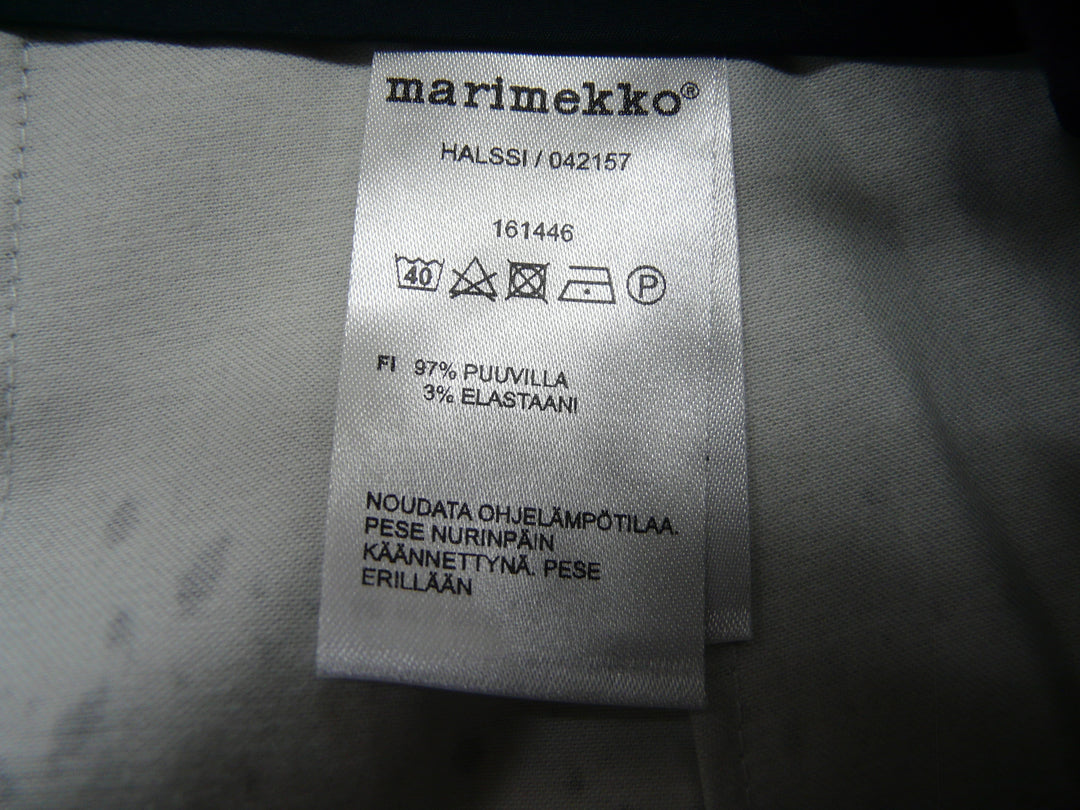 marimekko®
HALSSI / 042157
161446
40 P
FI 97% PUUVILLA
3% ELASTAANI
NOUDATA OHJELÄMPÖTILAA.
PESE NURINPÄIN
KÄÄNNETTYNÄ. PESE
ERILLÄÄN